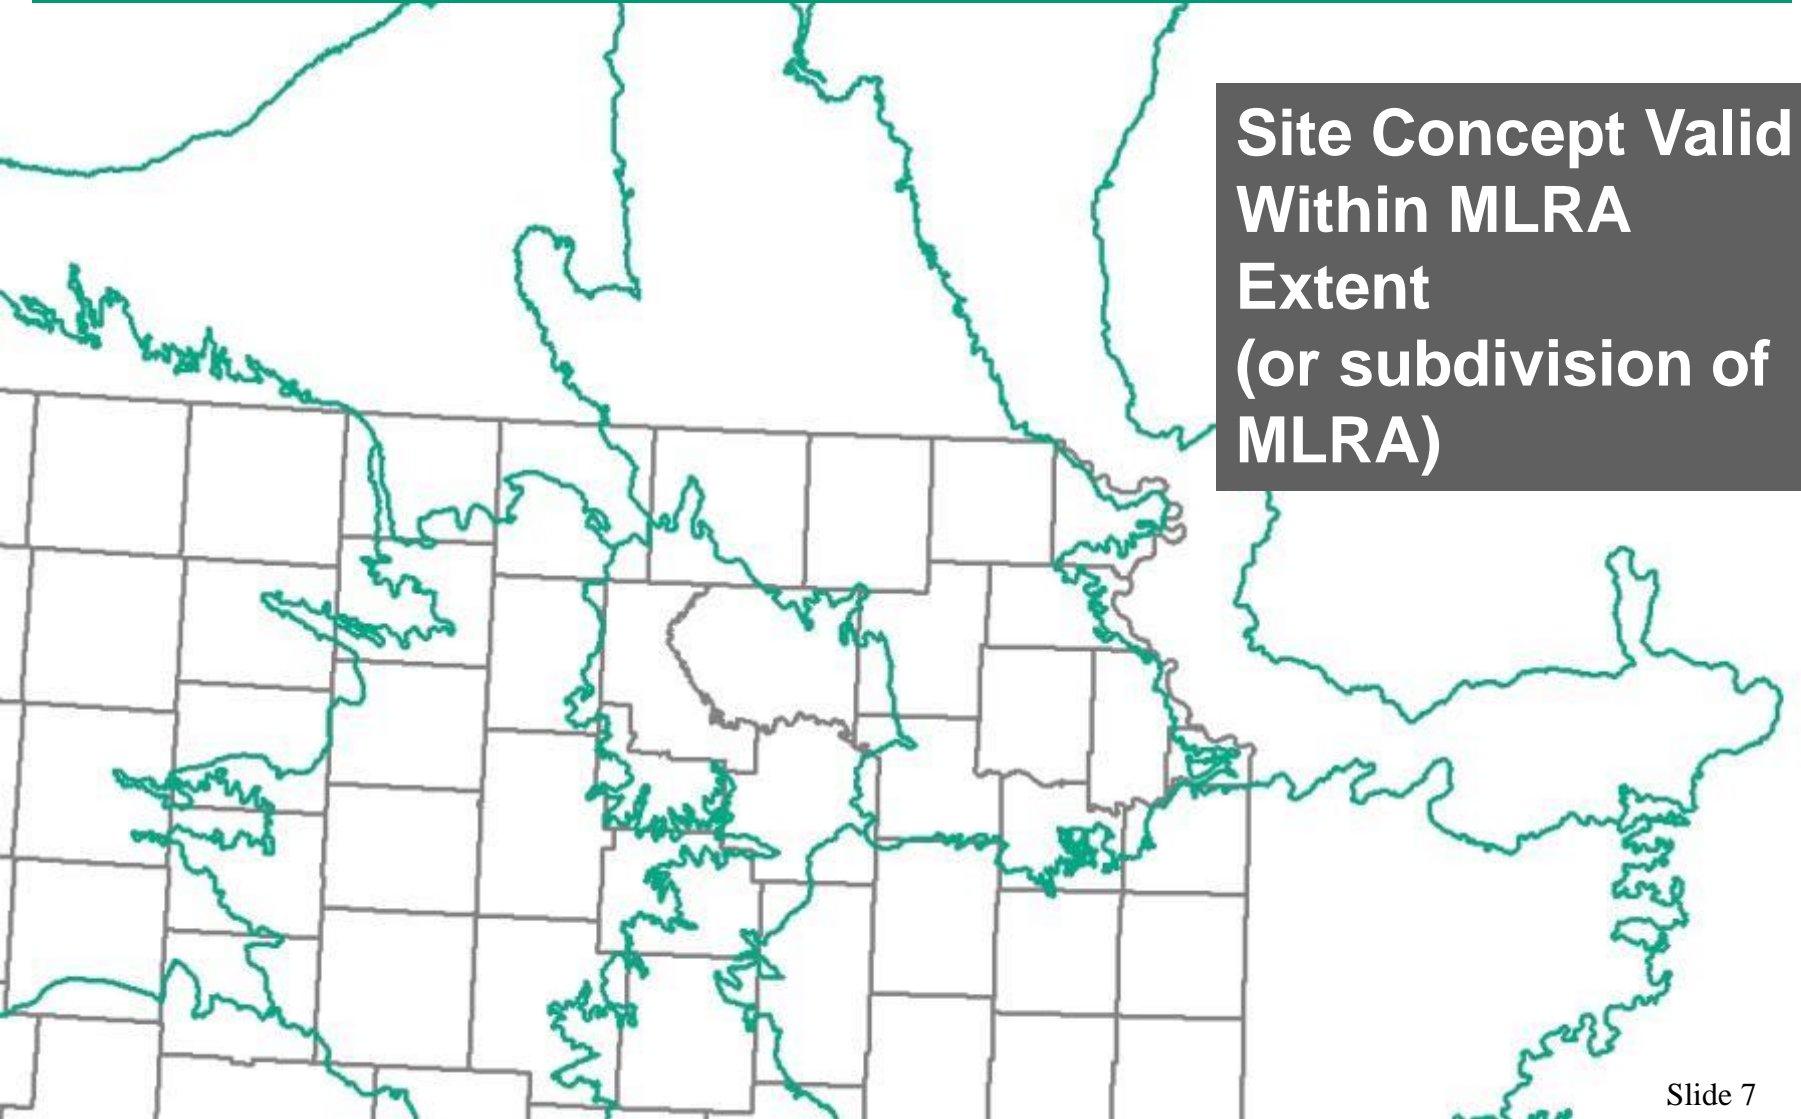 Site Concept Valid
Within MLRA
Extent
(or subdivision of
MLRA)
Slide 7